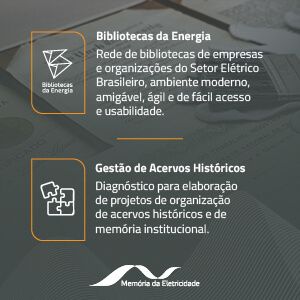 Bibliotecas da Energia
Rede de bibliotecas de empresas
e organizações do Setor Elétrico
Brasileiro, ambiente moderno,
amigável, ágil e de fácil acesso
e usabilidade.
Bibliotecas
da Energia
Gestão de Acervos Históricos
Diagnóstico para elaboração
de projetos de organização
de acervos históricos e de
memória institucional.
Memória da Eletricidade